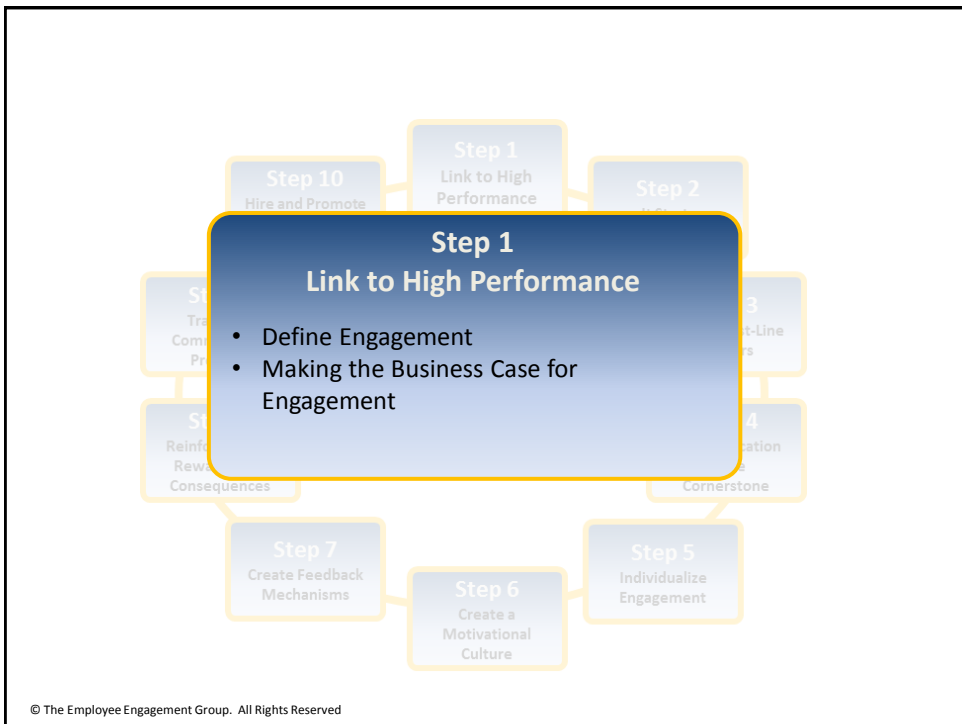 Step 1
Link to High
Performance
Step 10
Hire and Promote
Step 2
Step 1
Link to High Performance
• Define Engagement
• Making the Business Case for
Engagement
3
4
Cornerstone
Consequences
Step 7
Create Feedback
Mechanisms
Step 6
Create a
Motivational
Culture
Step 5
Individualize
Engagement
© The Employee Engagement Group. All Rights Reserved